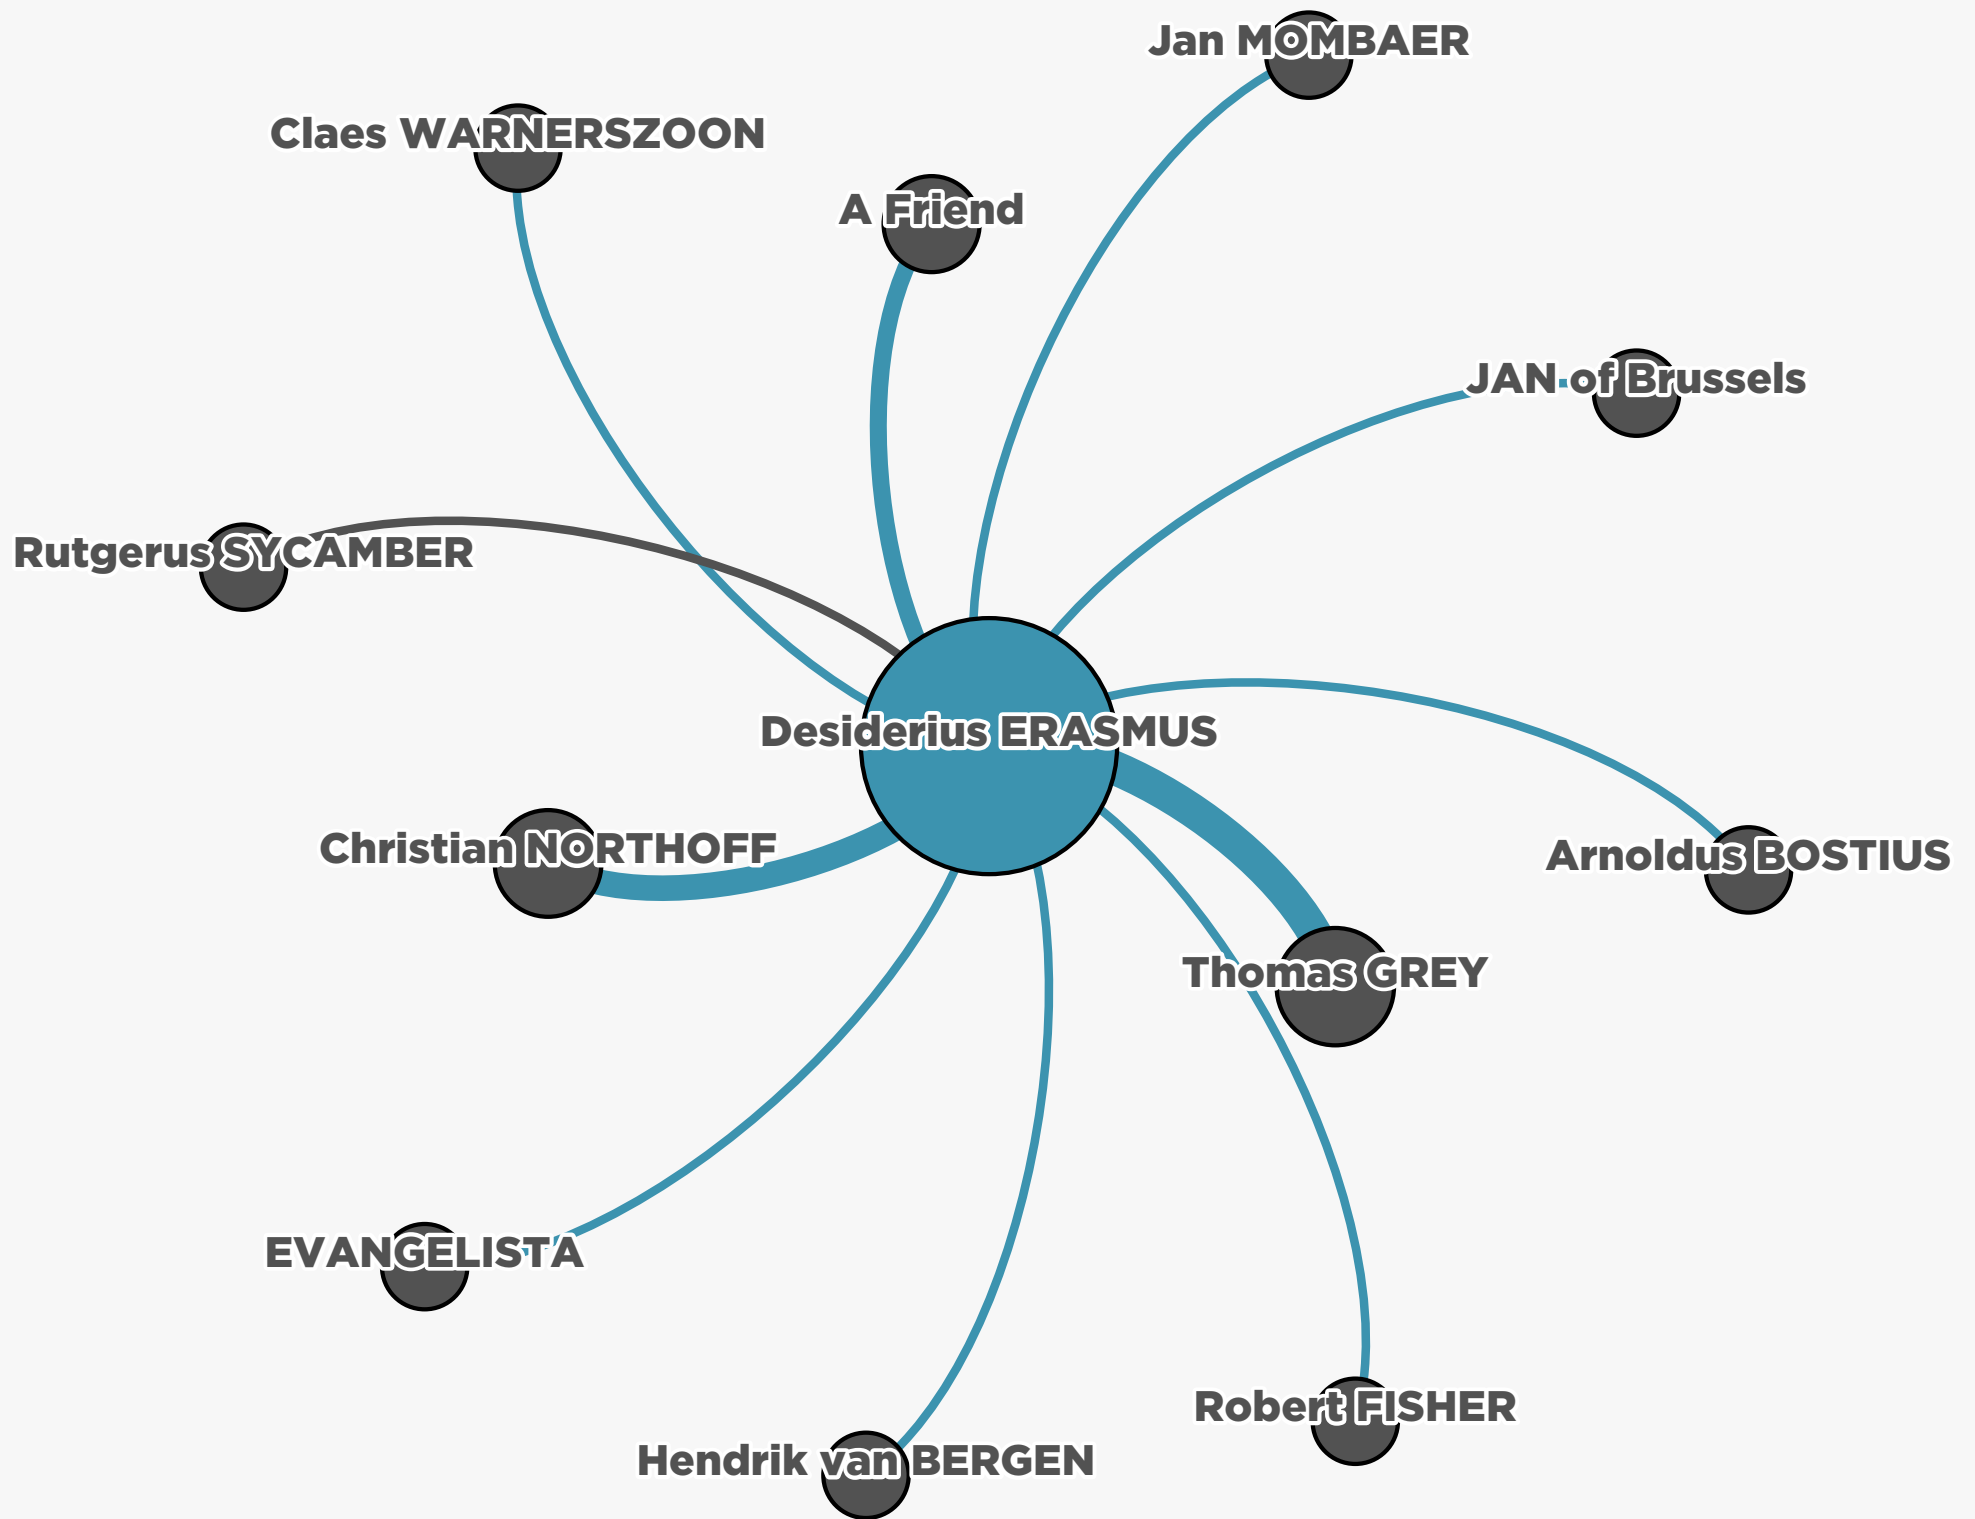 Jan MOMBAER
Claes WARNERSZOON
A Friend
JAN of Brussels
Rutgerus SYCAMBER
Desiderius ERASMUS
Christian NORTHOFF
Arnoldus BOSTIUS
Thomas GREY
EVANGELISTA
Robert FISHER
Hendrik van BERGEN